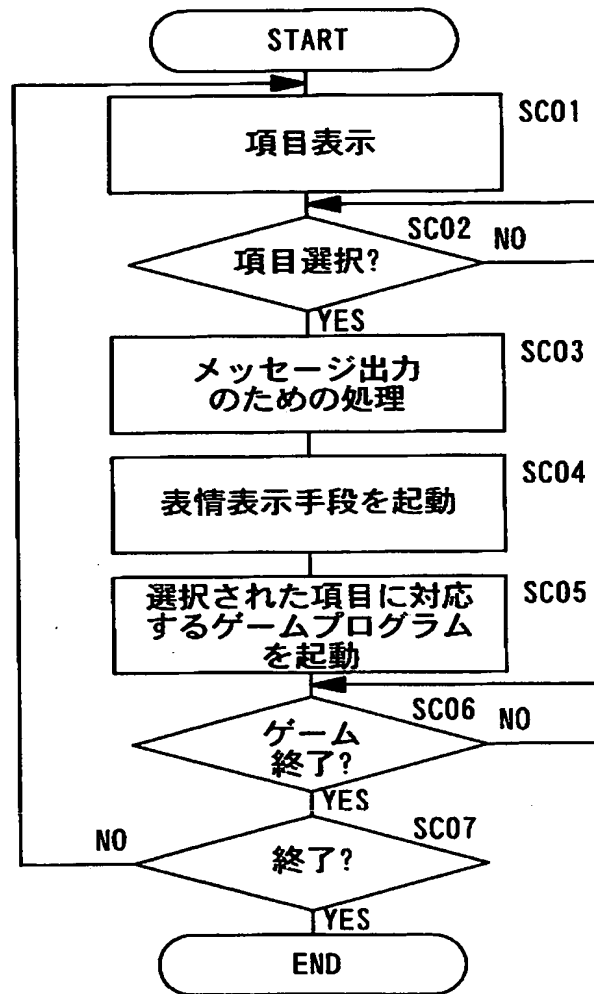 START
SC01
項目表示
SC02
NO
項目選択?
YES
SC03
メッセージ出力
のための処理
SC04
表情表示手段を起動
SC05
選択された項目に対応
するゲームプログラム
を起動
SC06
NO
ゲーム
終了?
YES
SC07
NO
終了?
YES
END